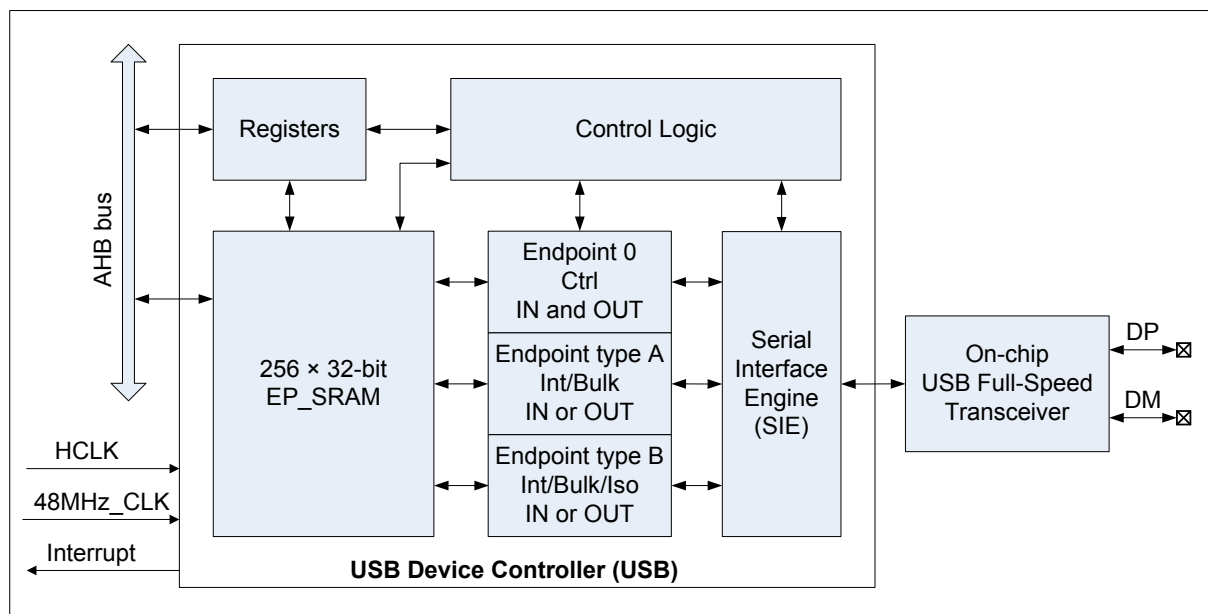 Registers
Control Logic
AHB bus
Endpoint 0
Ctrl
IN and OUT
256 × 32-bit
EP_SRAM
Endpoint type A
Int/Bulk
IN or OUT
Endpoint type B
Int/Bulk/Iso
IN or OUT
Serial
Interface
Engine
(SIE)
On-chip
USB Full-Speed
Transceiver
DP
DM
HCLK
48MHz_CLK
Interrupt
USB Device Controller (USB)